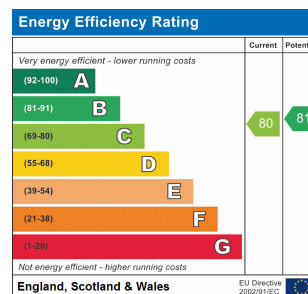 Energy Efficiency Rating
Current Poten
Very energy efficient - lower running costs
(92-100) A
(81-91) B
80 81
(69-80) C
(55-68) D
(39-54) E
(21-38) F
(1-20) G
Not energy efficient - higher running costs
England, Scotland & Wales
EU Directive
2002/91/EC